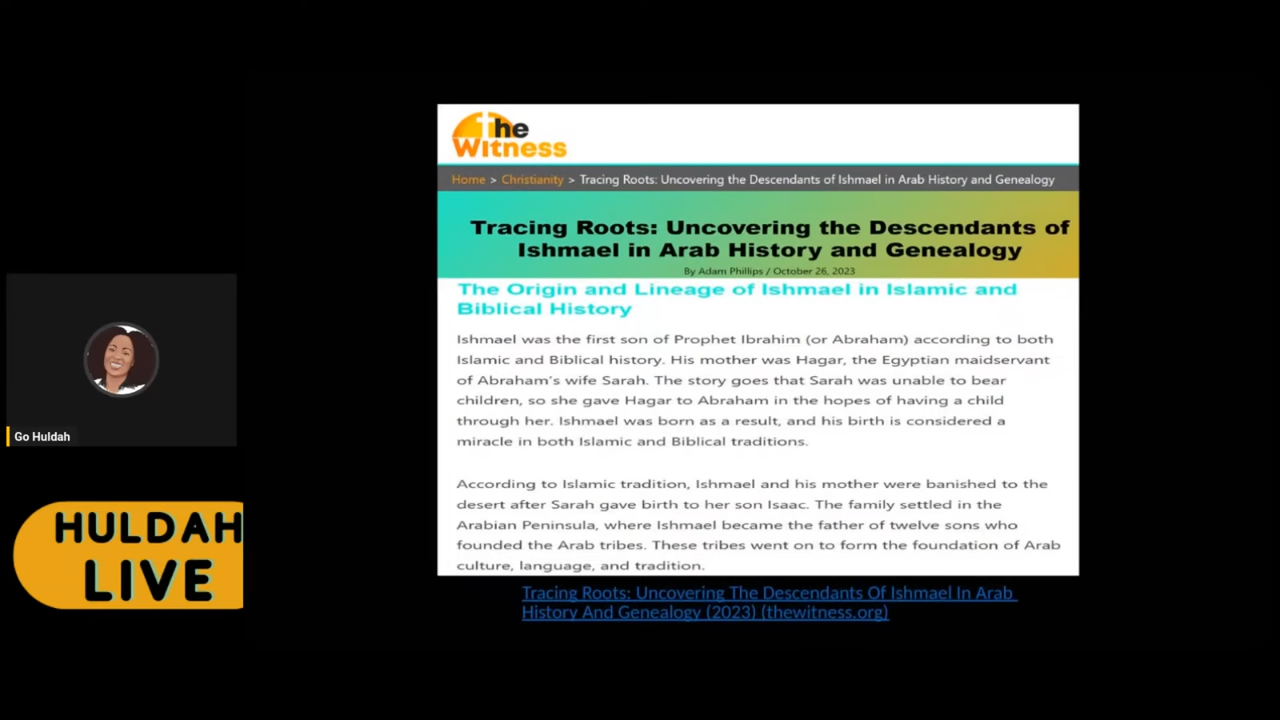 The
Witness
Home > Christianity > Tracing Roots: Uncovering the Descendants of Ishmael in Arab History and Genealogy
Tracing Roots: Uncovering the Descendants of
Ishmael in Arab History and Genealogy
By Adam Phillips / October 26, 2023
The Origin and Lineage of Ishmael in Islamic and
Biblical History
Ishmael was the first son of Prophet Ibrahim (or Abraham) according to both
Islamic and Biblical history. His mother was Hagar, the Egyptian maidservant
of Abraham's wife Sarah. The story goes that Sarah was unable to bear
children, so she gave Hagar to Abraham in the hopes of having a child
through her. Ishmael was born as a result, and his birth is considered a
miracle in both Islamic and Biblical traditions.
According to Islamic tradition, Ishmael and his mother were banished to the
desert after Sarah gave birth to her son Isaac. The family settled in the
Arabian Peninsula, where Ishmael became the father of twelve sons who
founded the Arab tribes. These tribes went on to form the foundation of Arab
culture, language, and tradition.
Tracing Roots: Uncovering The Descendants Of Ishmael In Arab
History And Genealogy (2023) (thewitness.org)
Go Huldah
HULDAH
LIVE